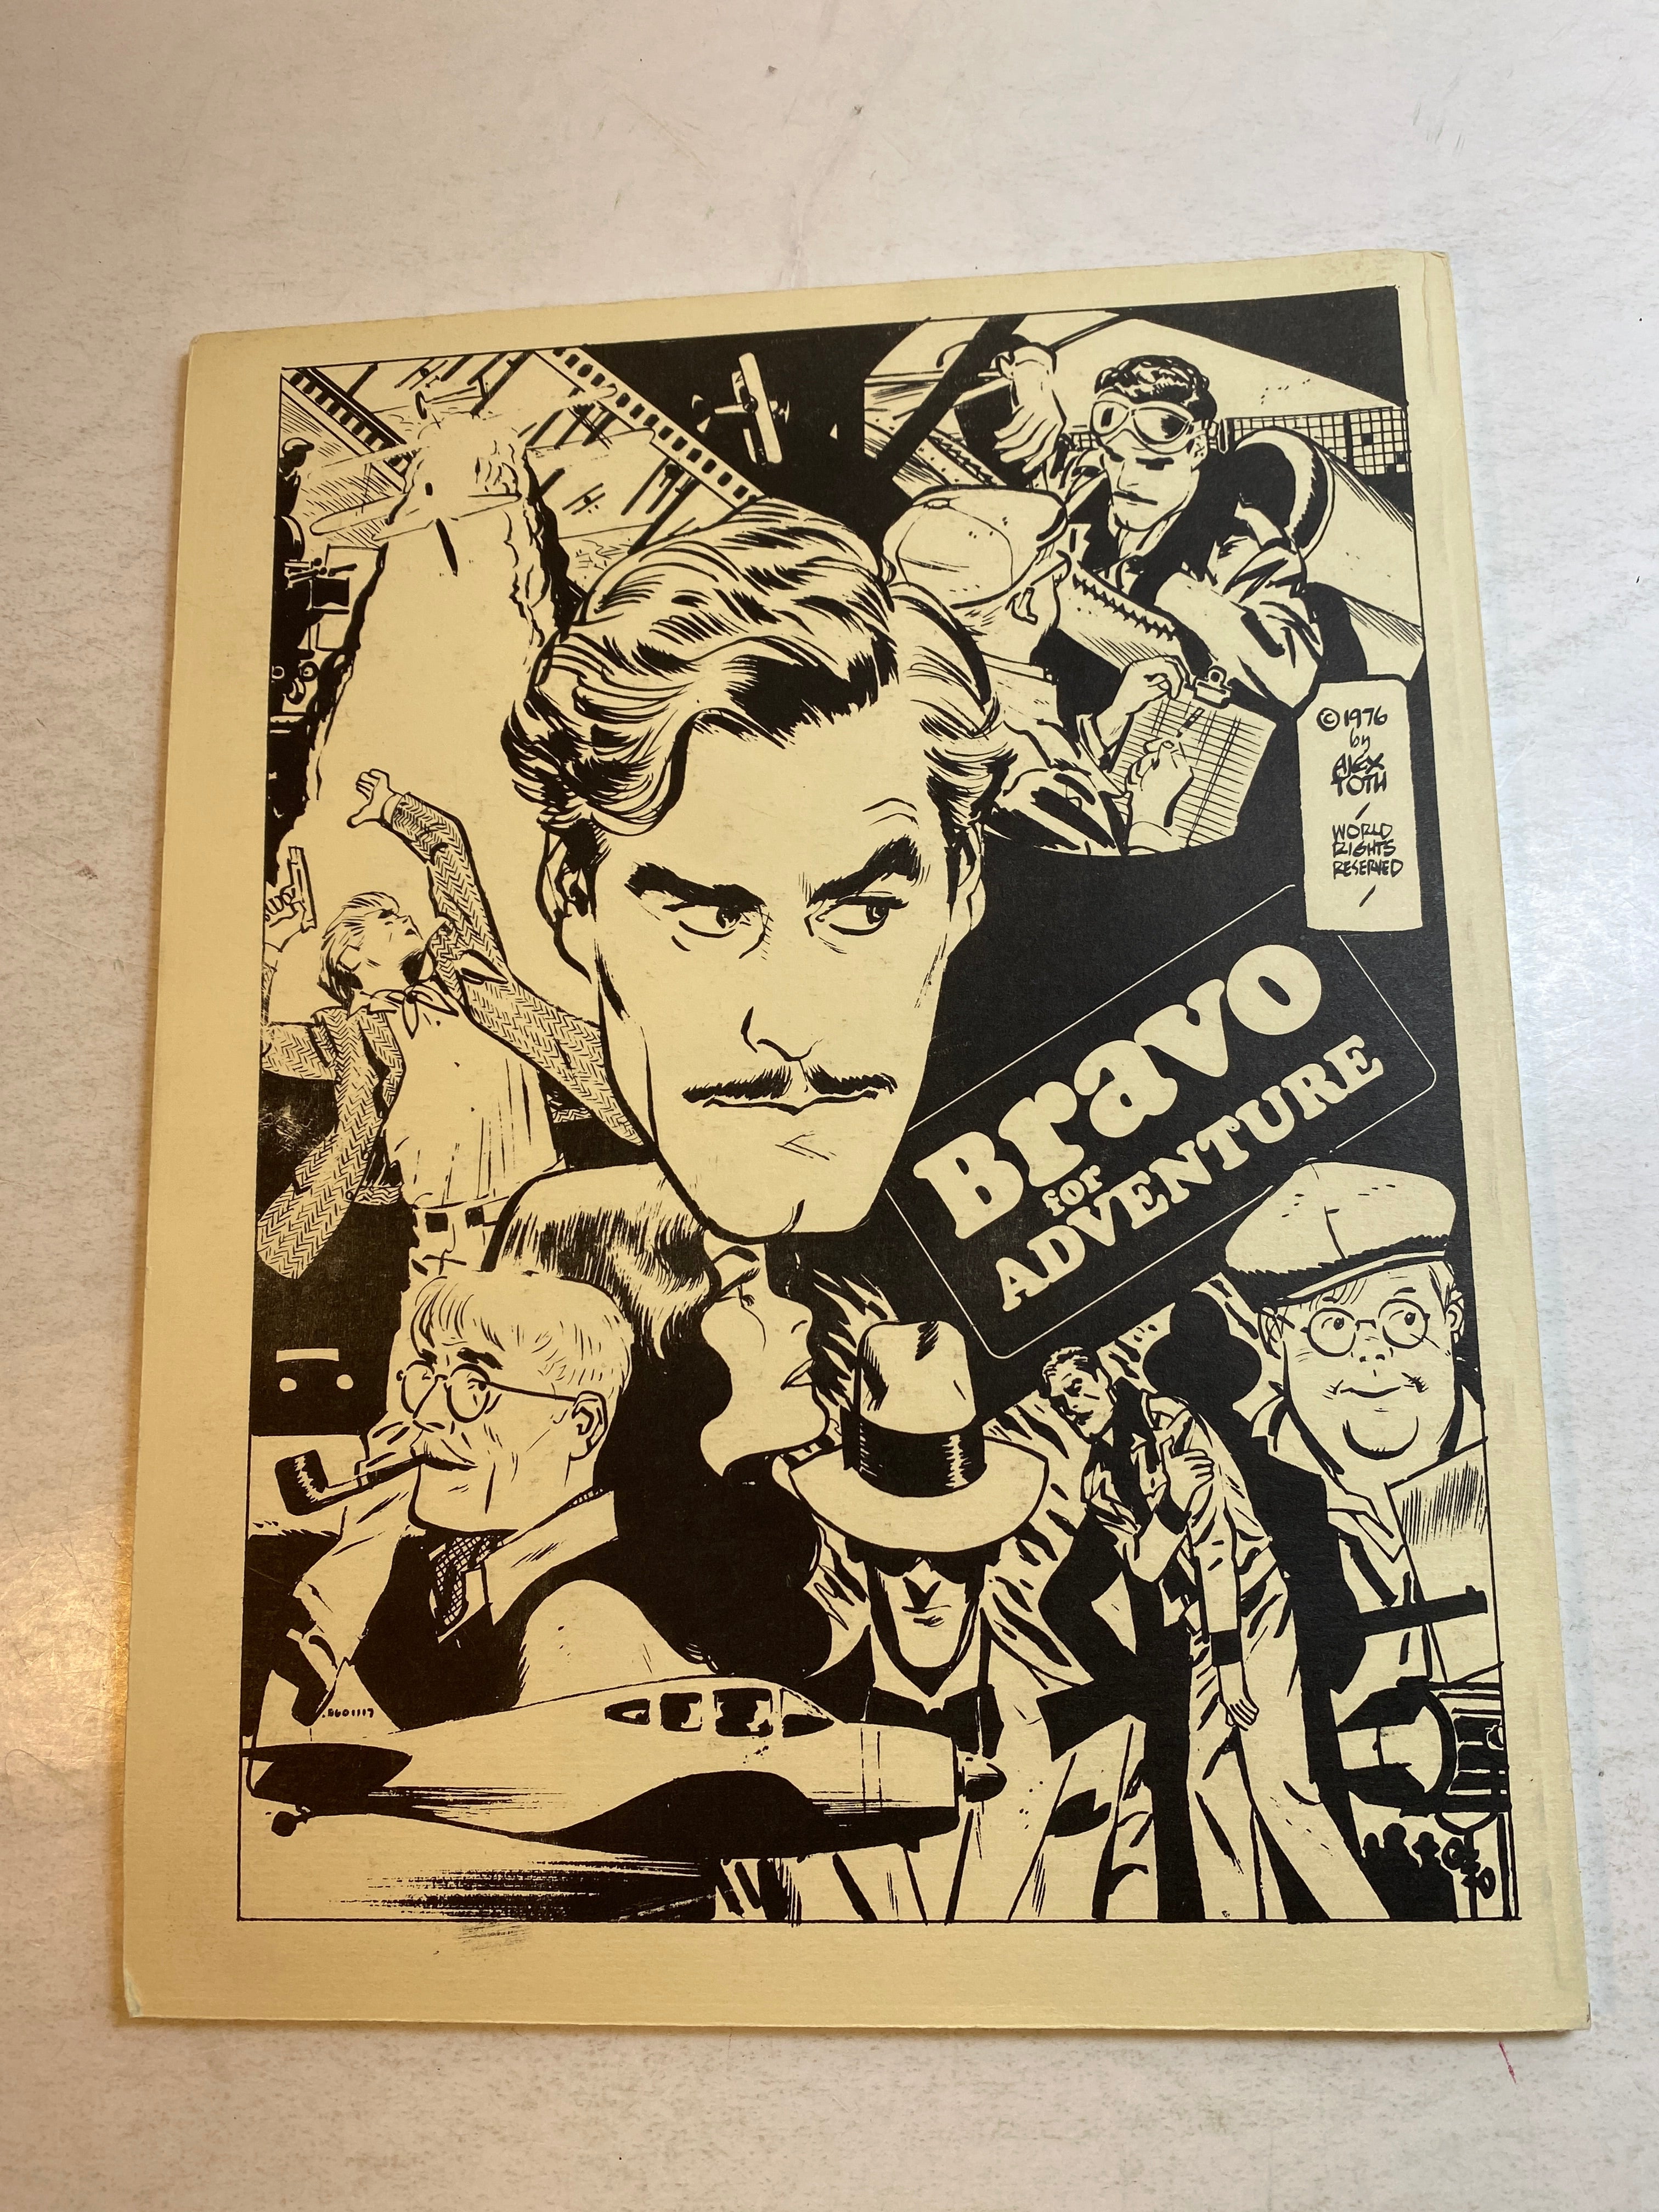 © 1976
by
ALEX
TOTH
/
WORLD
RIGHTS
RESERVED
/
Bravo
for
ADVENTURE